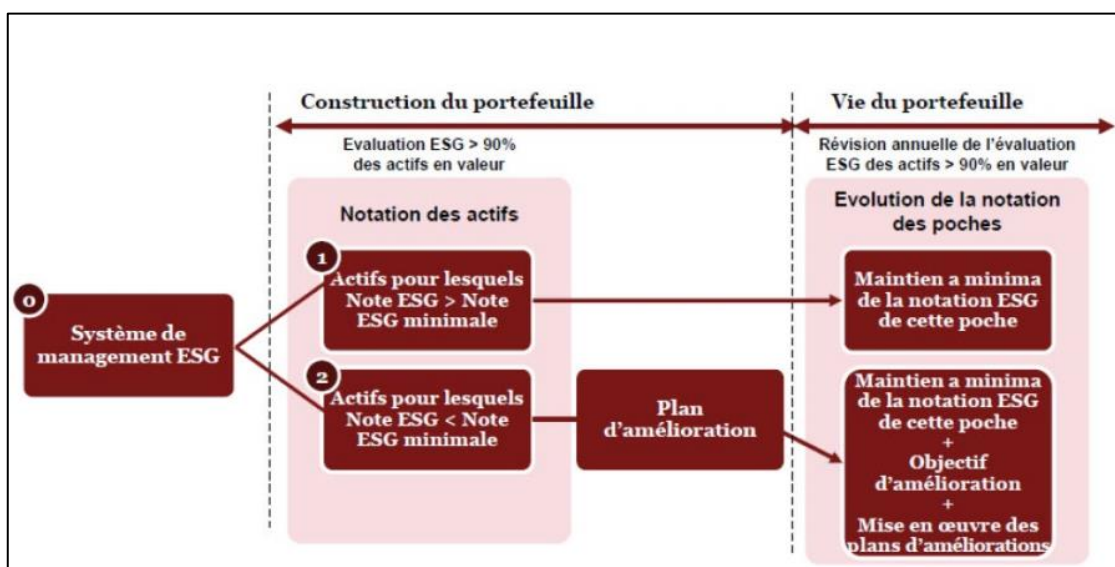 Construction du portefeuille
Vie du portefeuille
Evaluation ESG > 90%
des actifs en valeur
Révision annuelle de l'évaluation
ESG des actifs > 90% en valeur
Notation des actifs
Evolution de la notation
des poches
0
Système de
management ESG
1
Actifs pour lesquels
Note ESG > Note
ESG minimale
Maintien a minima
de la notation ESG
de cette poche
2
Actifs pour lesquels
Note ESG < Note
ESG minimale
Plan
d'amélioration
Maintien a minima
de la notation ESG
de cette poche
+
Objectif
d'amélioration
+
Mise en œuvre des
plans d'améliorations